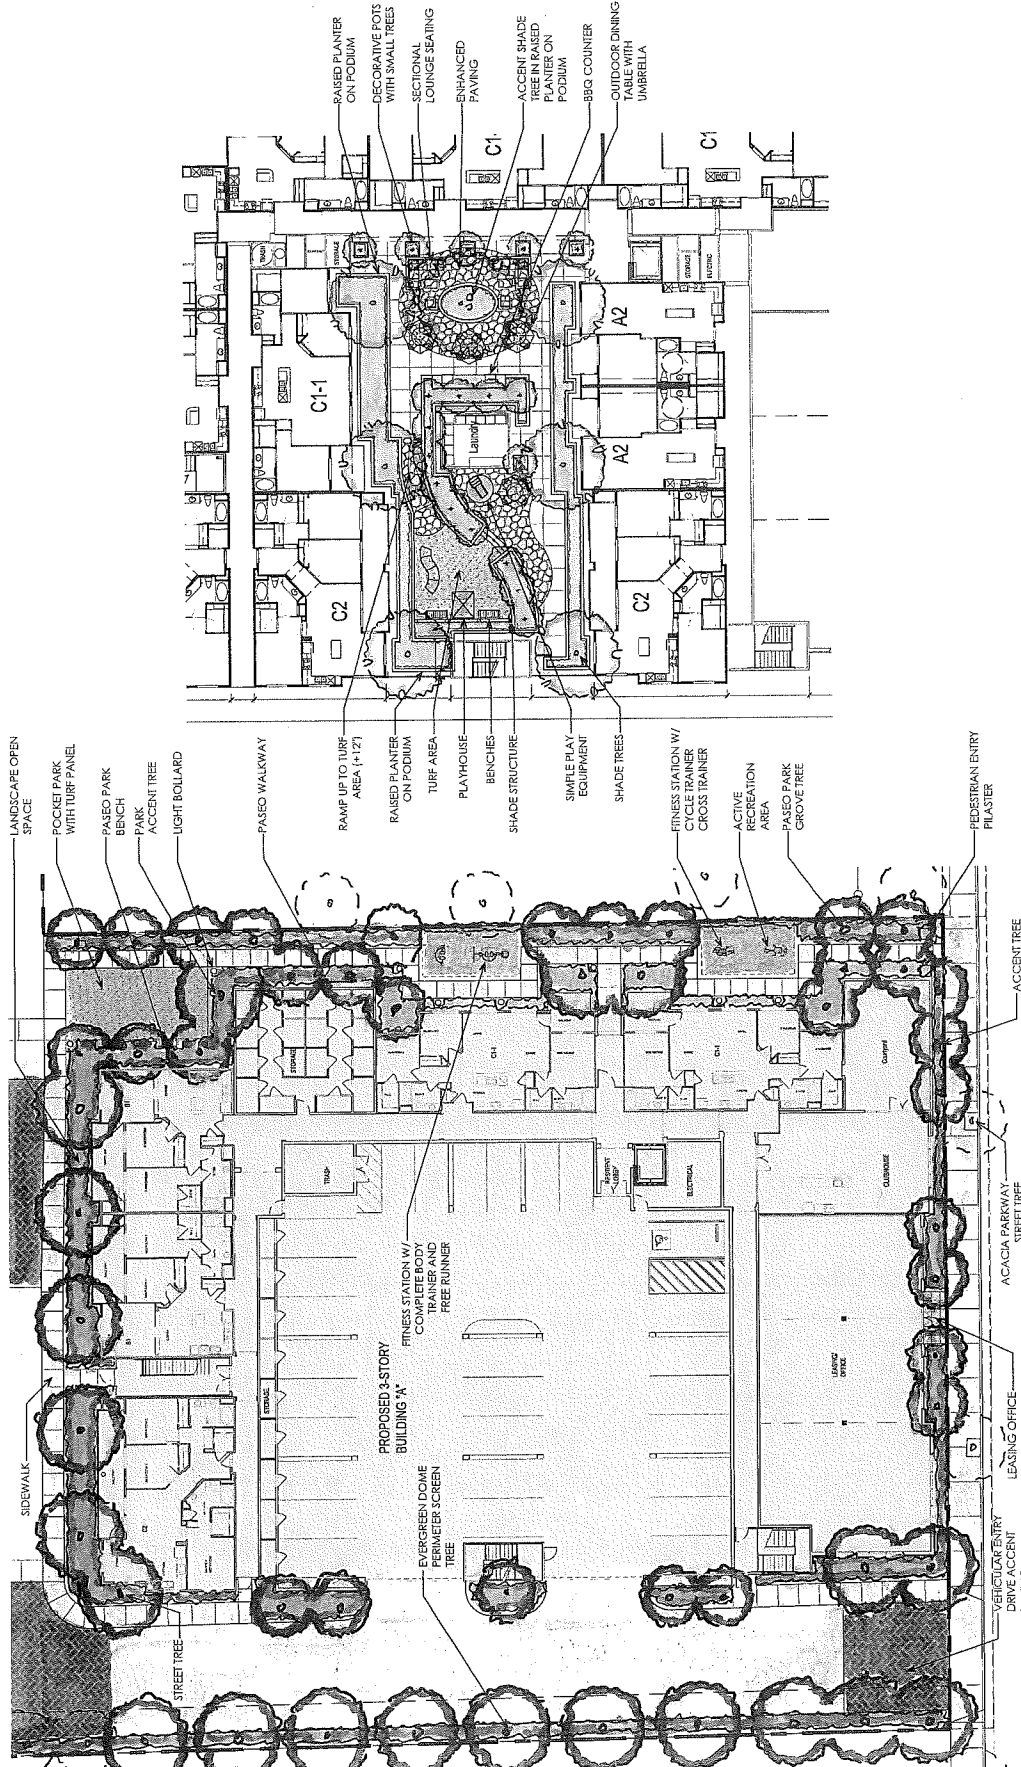 RAISED PLANTER
ON PODIUM
DECORATIVE POTS
WITH SMALL TREES
SECTIONAL
LOUNGE SEATING
ENHANCED
PAVING
ACCENT SHADE
TREE IN RAISED
PLANTER ON
PODIUM
BBQ COUNTER
OUTDOOR DINING
TABLE WITH
UMBRELLA
C1-
C1
TRASH
STORAGE
STORAGE
ELECTRIC
C1-1
A2
A2
Laundry
C2
C2
RAMP UP TO TURF
AREA (+12")
RAISED PLANTER
ON PODIUM
TURF AREA
PLAYHOUSE
BENCHES
SHADE STRUCTURE
SIMPLE PLAY
EQUIPMENT
SHADE TREES
LANDSCAPE OPEN
SPACE
POCKET PARK
WITH TURF PANEL
PASEO PARK
BENCH
PARK
ACCENT TREE
LIGHT BOLLARD
PASEO WALKWAY
FITNESS STATION W/
CYCLE TRAINER
CROSS TRAINER
ACTIVE
RECREATION
AREA
PASEO PARK
GROVE TREE
PEDESTRIAN ENTRY
PILASTER
STORAGE
TRASH
RESIDENT
LOBBY
ELECTRICAL
CLUBHOUSE
STORAGE
LEASING
OFFICE
FITNESS STATION W/
COMPLETE BODY
TRAINER AND
FREE RUNNER
PROPOSED 3-STORY
BUILDING "A"
EVERGREEN DOME
PERIMETER SCREEN
TREE
SIDEWALK
STREET TREE
ACCENT TREE
ACACIA PARKWAY
STREET TREE
LEASING OFFICE
VEHICULAR ENTRY
DRIVE ACCENT